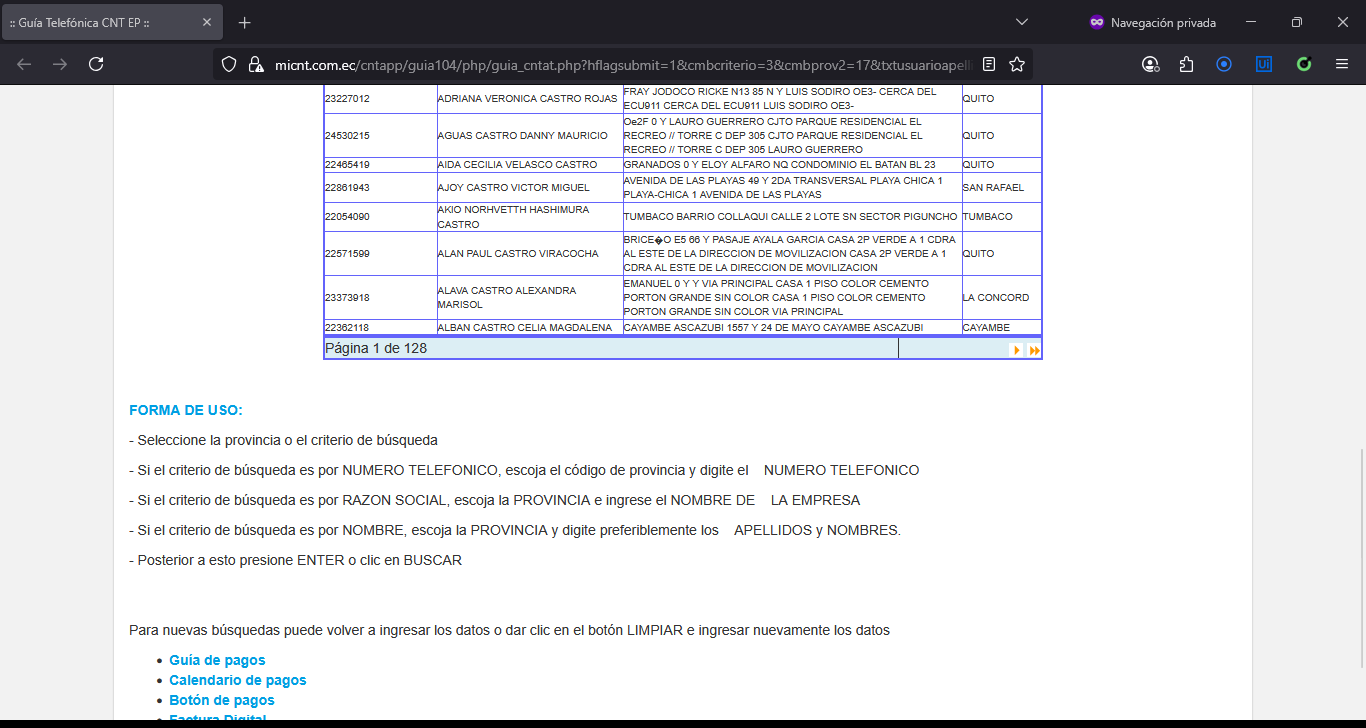 :: Guía Telefónica CNT EP ::
Navegación privada
micnt.com.ec/cntapp/guia104/php/guia_cntat.php?hflagsubmit=1&cmbcriterio=3&cmbprov2=17&txtusuarioapelli
23227012 ADRIANA VERONICA CASTRO ROJAS FRAY JODOCO RICKE N13 85 N Y LUIS SODIRO OE3- CERCA DEL
ECU911 CERCA DEL ECU911 LUIS SODIRO OE3- QUITO
24530215 AGUAS CASTRO DANNY MAURICIO Oe2F 0 Y LAURO GUERRERO CJTO PARQUE RESIDENCIAL EL
RECREO // TORRE C DEP 305 CJTO PARQUE RESIDENCIAL EL
RECREO // TORRE C DEP 305 LAURO GUERRERO QUITO
22465419 AIDA CECILIA VELASCO CASTRO GRANADOS 0 Y ELOY ALFARO NQ CONDOMINIO EL BATAN BL 23 QUITO
22861943 AJOY CASTRO VICTOR MIGUEL AVENIDA DE LAS PLAYAS 49 Y 2DA TRANSVERSAL PLAYA CHICA 1
PLAYA-CHICA 1 AVENIDA DE LAS PLAYAS SAN RAFAEL
22054090 AKIO NORHVETTH HASHIMURA
CASTRO TUMBACO BARRIO COLLAQUI CALLE 2 LOTE SN SECTOR PIGUNCHO TUMBACO
22571599 ALAN PAUL CASTRO VIRACOCHA BRICE�O E5 66 Y PASAJE AYALA GARCIA CASA 2P VERDE A 1 CDRA
AL ESTE DE LA DIRECCION DE MOVILIZACION CASA 2P VERDE A 1
CDRA AL ESTE DE LA DIRECCION DE MOVILIZACION QUITO
23373918 ALAVA CASTRO ALEXANDRA
MARISOL EMANUEL 0 Y Y VIA PRINCIPAL CASA 1 PISO COLOR CEMENTO
PORTON GRANDE SIN COLOR CASA 1 PISO COLOR CEMENTO
PORTON GRANDE SIN COLOR VIA PRINCIPAL LA CONCORD
22362118 ALBAN CASTRO CELIA MAGDALENA CAYAMBE ASCAZUBI 1557 Y 24 DE MAYO CAYAMBE ASCAZUBI CAYAMBE
Página 1 de 128
FORMA DE USO:
- Seleccione la provincia o el criterio de búsqueda
- Si el criterio de búsqueda es por NUMERO TELEFONICO, escoja el código de provincia y digite el NUMERO TELEFONICO
- Si el criterio de búsqueda es por RAZON SOCIAL, escoja la PROVINCIA e ingrese el NOMBRE DE LA EMPRESA
- Si el criterio de búsqueda es por NOMBRE, escoja la PROVINCIA y digite preferiblemente los APELLIDOS y NOMBRES.
- Posterior a esto presione ENTER o clic en BUSCAR
Para nuevas búsquedas puede volver a ingresar los datos o dar clic en el botón LIMPIAR e ingresar nuevamente los datos
• Guía de pagos
• Calendario de pagos
• Botón de pagos
• Factura Digital